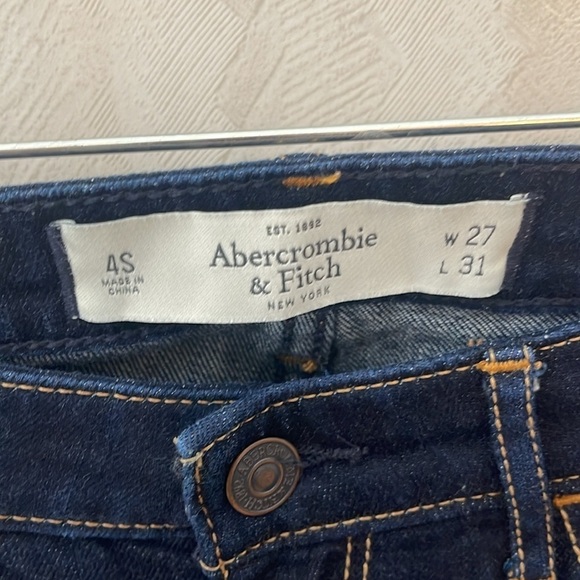 4S
MADE IN
CHINA
EST. 1892
Abercrombie
& Fitch
NEW YORK
W 27
L 31